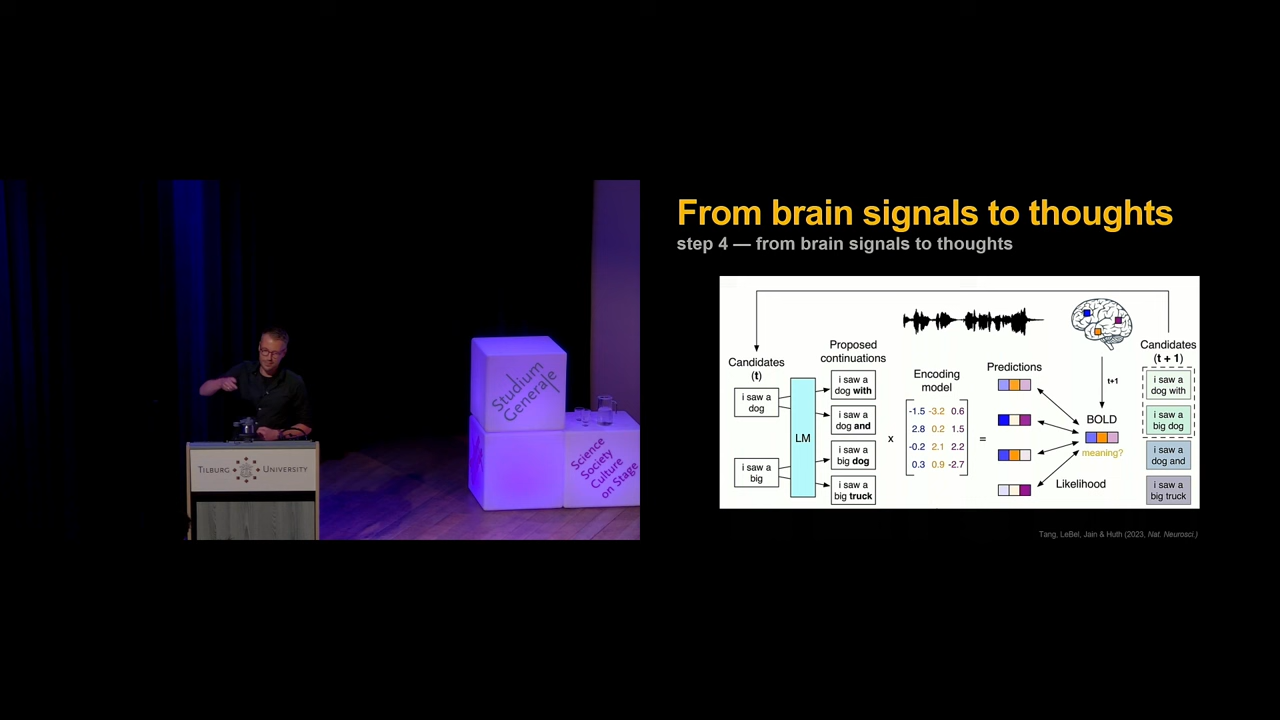 From brain signals to thoughts
step 4 — from brain signals to thoughts
Candidates
(t)
i saw a
dog
i saw a
big
LM
Proposed
continuations
i saw a
dog with
i saw a
dog and
i saw a
big dog
i saw a
big truck
x
Encoding
model
-1.5 -3.2 0.6
2.8 0.2 1.5
-0.2 2.1 2.2
0.3 0.9 -2.7
=
Predictions
t+1
BOLD
meaning?
Likelihood
Candidates
(t + 1)
i saw a
dog with
i saw a
big dog
i saw a
dog and
i saw a
big truck
Tang, LeBel, Jain & Huth (2023, Nat. Neurosci.)
TILBURG UNIVERSITY
Studium
Generale
Science
Society
Culture
on Stage